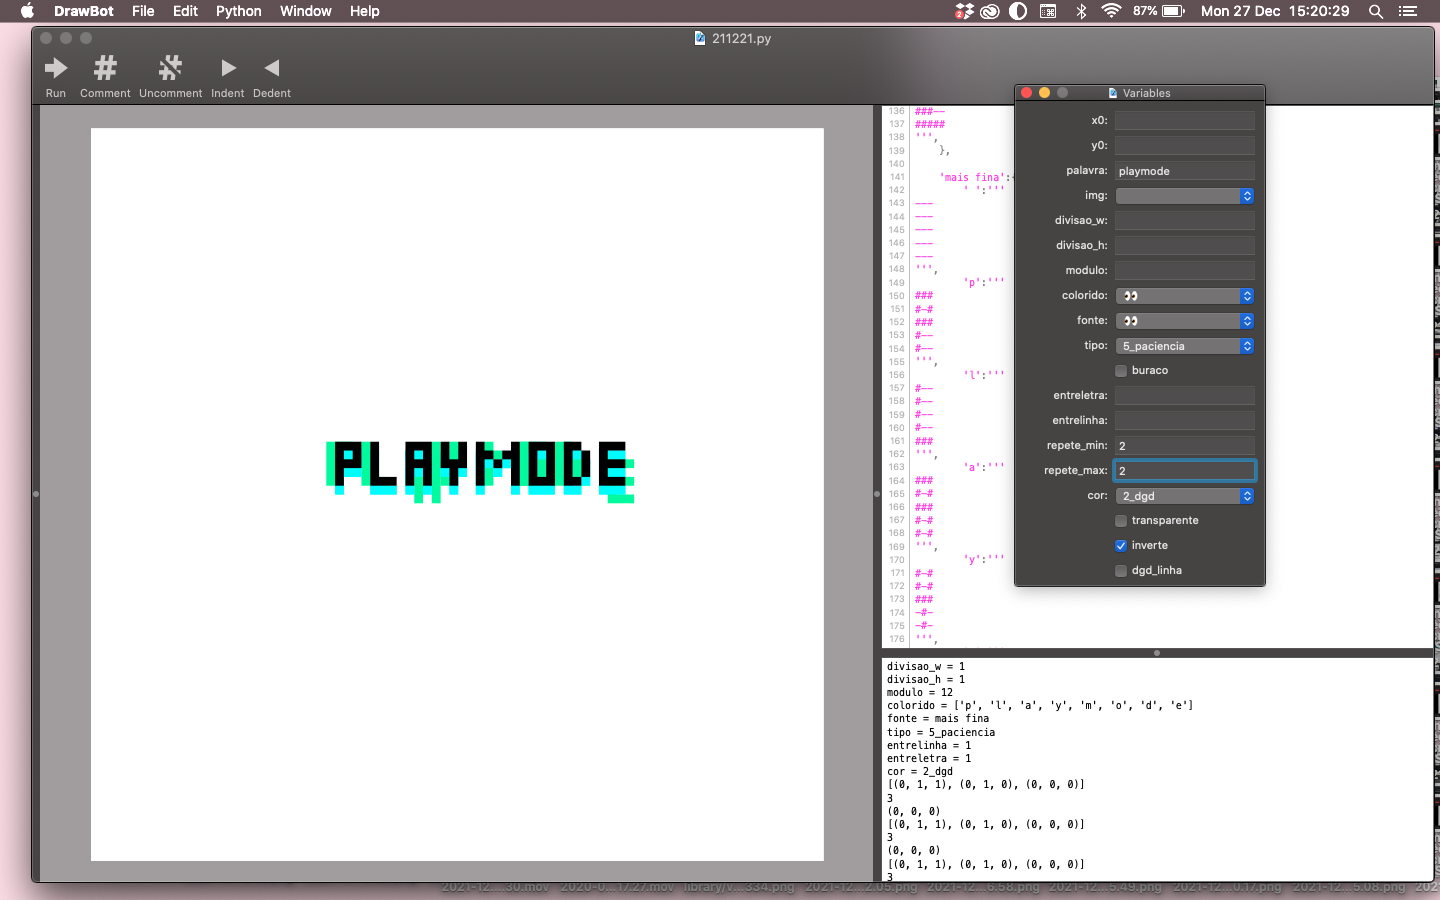 DrawBot File Edit Python Window Help
87% Mon 27 Dec 15:20:29
211221.py
Run Comment Uncomment Indent Dedent
PLAYMODE
136 ###--
137 #####
138 ''',
139 },
140
141 'mais fina':
142 ' ':'''
143 ---
144 ---
145 ---
146 ---
147 ---
148 ''',
149 'p':'''
150 ###
151 #-#
152 ###
153 #--
154 #--
155 ''',
156 'l':'''
157 #--
158 #--
159 #--
160 #--
161 ###
162 ''',
163 'a':'''
164 ###
165 #-#
166 ###
167 #-#
168 #-#
169 ''',
170 'y':'''
171 #-#
172 #-#
173 ###
174 -#-
175 -#-
176 ''',
Variables
x0:
y0:
palavra: playmode
img:
divisao_w:
divisao_h:
modulo:
colorido: 👀
fonte: 👀
tipo: 5_paciencia
buraco
entreletra:
entrelinha:
repete_min: 2
repete_max: 2
cor: 2_dgd
transparente
inverte
dgd_linha
divisao_w = 1
divisao_h = 1
modulo = 12
colorido = ['p', 'l', 'a', 'y', 'm', 'o', 'd', 'e']
fonte = mais fina
tipo = 5_paciencia
entrelinha = 1
entreletra = 1
cor = 2_dgd
[(0, 1, 1), (0, 1, 0), (0, 0, 0)]
3
(0, 0, 0)
[(0, 1, 1), (0, 1, 0), (0, 0, 0)]
3
(0, 0, 0)
[(0, 1, 1), (0, 1, 0), (0, 0, 0)]
3
2021-12....30.mov 2020-0...17.27.mov library/v...334.png 2021-12...2.05.png 2021-12...6.58.png 2021-12...5.49.png 2021-12...0.17.png 2021-12...5.08.png